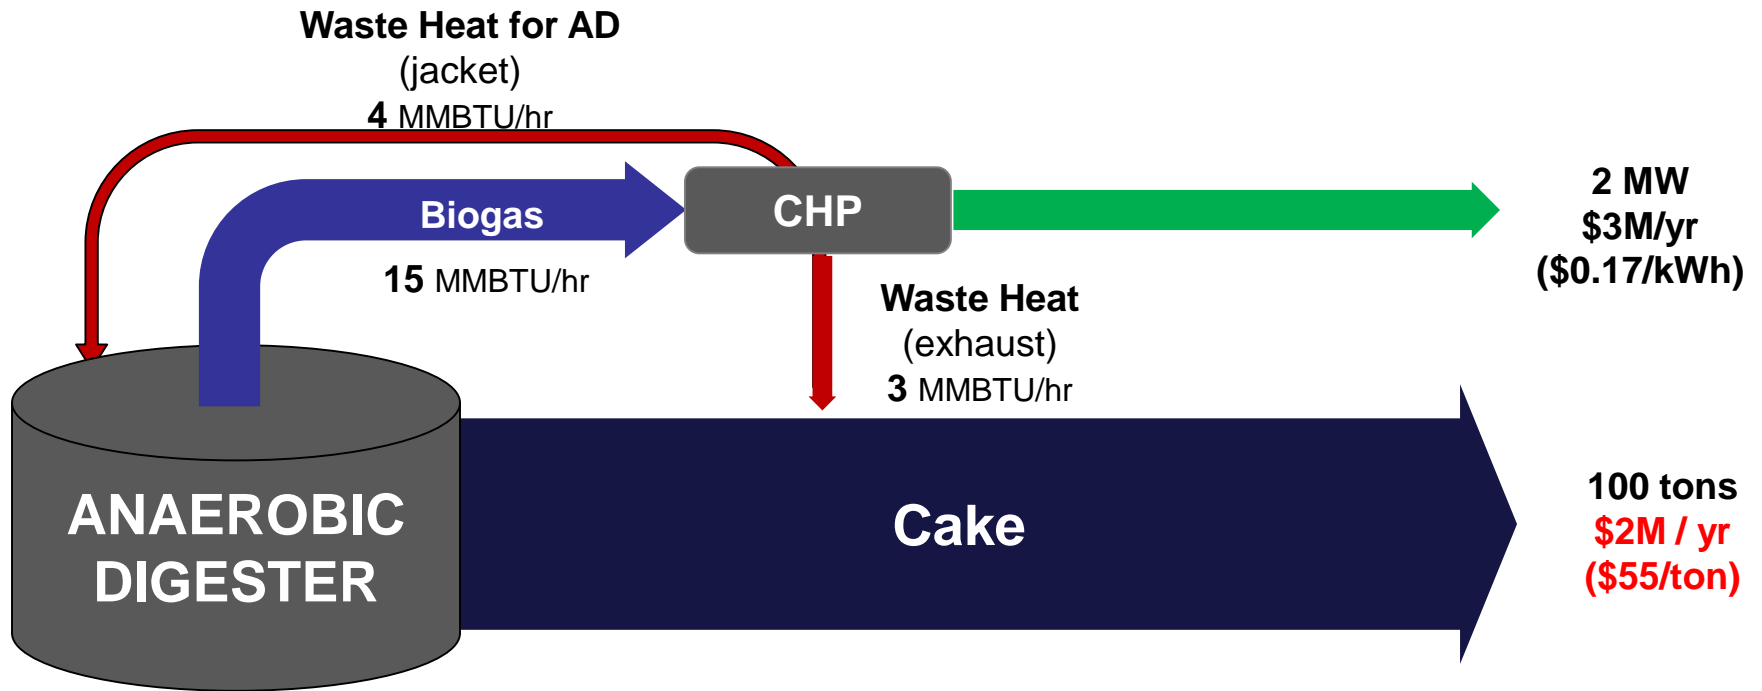 Waste Heat for AD
(jacket)
4 MMBTU/hr
Biogas
15 MMBTU/hr
CHP
2 MW
$3M/yr
($0.17/kWh)
Waste Heat
(exhaust)
3 MMBTU/hr
ANAEROBIC
DIGESTER
Cake
100 tons
$2M / yr
($55/ton)